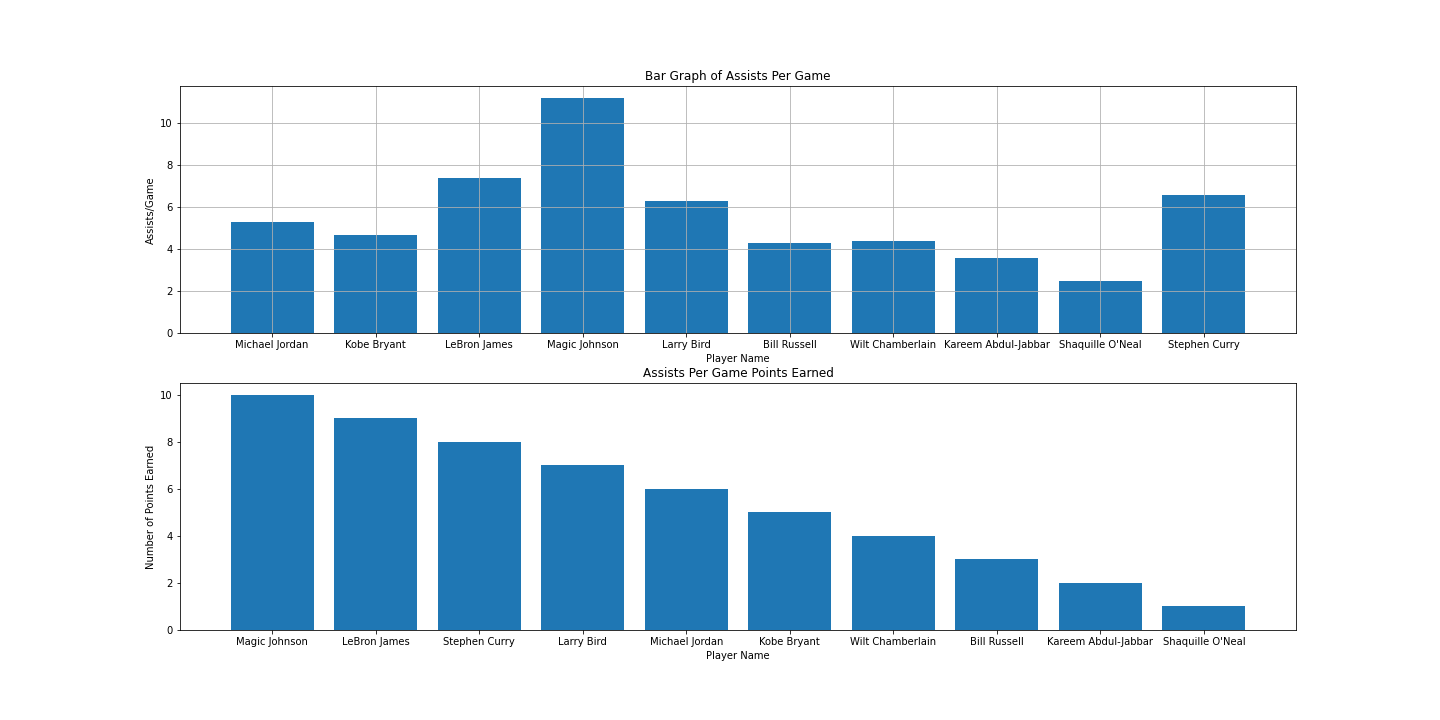 Bar Graph of Assists Per Game
10
8
6
4
2
0
Assists/Game
Michael Jordan Kobe Bryant LeBron James Magic Johnson Larry Bird Bill Russell Wilt Chamberlain Kareem Abdul-Jabbar Shaquille O'Neal Stephen Curry
Player Name
Assists Per Game Points Earned
10
8
6
4
2
0
Number of Points Earned
Magic Johnson LeBron James Stephen Curry Larry Bird Michael Jordan Kobe Bryant Wilt Chamberlain Bill Russell Kareem Abdul-Jabbar Shaquille O'Neal
Player Name